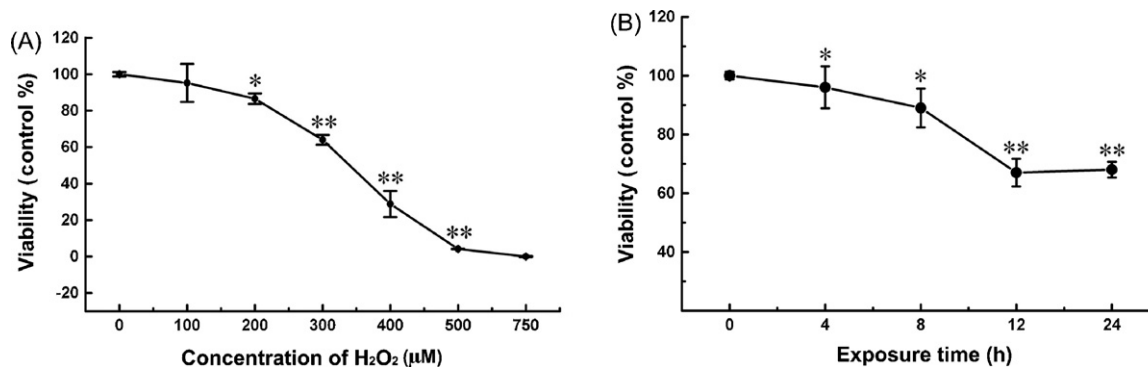 (A)
Viability (control %)
120
100
80
60
40
20
0
-20
*
**
**
**
0 100 200 300 400 500 750
Concentration of H₂O₂ (μM)
(B)
Viability (control %)
120
100
80
60
40
*
*
**
**
0 4 8 12 24
Exposure time (h)